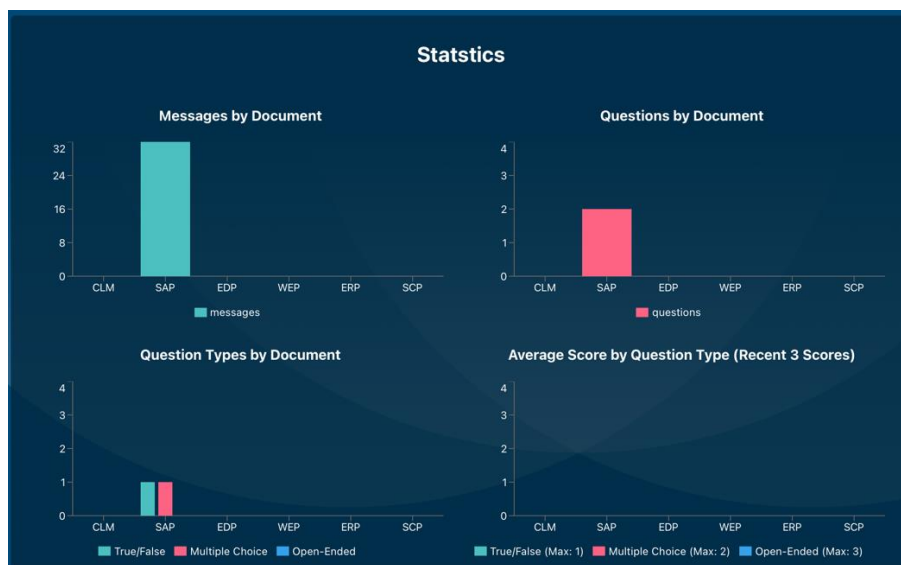 Statstics
Messages by Document
32
24
16
8
0
CLM SAP EDP WEP ERP SCP
messages
Questions by Document
4
3
2
1
0
CLM SAP EDP WEP ERP SCP
questions
Question Types by Document
4
3
2
1
0
CLM SAP EDP WEP ERP SCP
True/False Multiple Choice Open-Ended
Average Score by Question Type (Recent 3 Scores)
4
3
2
1
0
CLM SAP EDP WEP ERP SCP
True/False (Max: 1) Multiple Choice (Max: 2) Open-Ended (Max: 3)